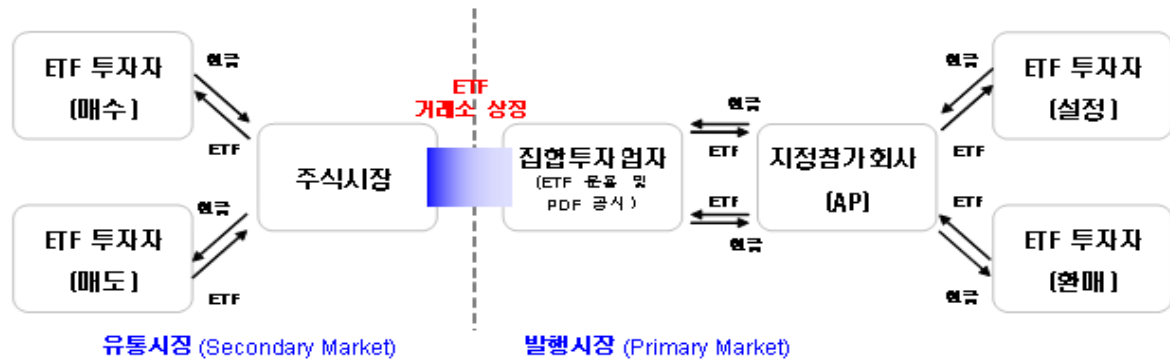 ETF 투자자
(매수)
현금
ETF
ETF 투자자
(매도)
현금
ETF
주식시장
ETF
거래소 상장
집합투자업자
(ETF 운용 및
PDF 공시)
현금
ETF
ETF
현금
지정참가회사
(AP)
현금
ETF
ETF 투자자
(설정)
ETF
현금
ETF 투자자
(환매)
유통시장 (Secondary Market)
발행시장 (Primary Market)